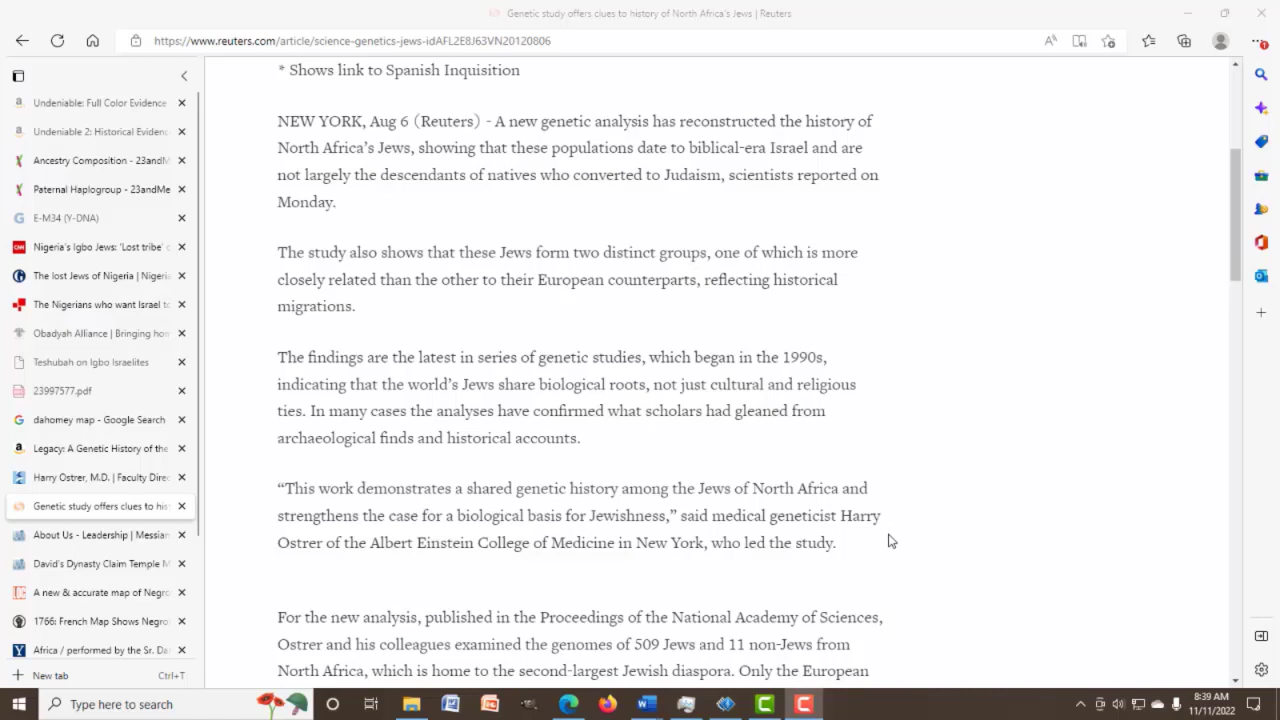 Genetic study offers clues to history of North Africa's Jews | Reuters
https://www.reuters.com/article/science-genetics-jews-idAFL2E8J63VN20120806
Undeniable: Full Color Evidence
Undeniable 2: Historical Evidenc
Ancestry Composition - 23andM
Paternal Haplogroup - 23andMe
E-M34 (Y-DNA)
Nigeria's Igbo Jews: 'Lost tribe'
The lost Jews of Nigeria | Nigeri
The Nigerians who want Israel to
Obadyah Alliance | Bringing hon
Teshubah on Igbo Israelites
23997577.pdf
dahomey map - Google Search
Legacy: A Genetic History of the
Harry Ostrer, M.D. | Faculty Direc
Genetic study offers clues to his
About Us - Leadership | Messian
David's Dynasty Claim Temple M
A new & accurate map of Negro
1766: French Map Shows Negro
Africa / performed by the Sr. Da
New tab Ctrl+T
* Shows link to Spanish Inquisition
NEW YORK, Aug 6 (Reuters) - A new genetic analysis has reconstructed the history of
North Africa's Jews, showing that these populations date to biblical-era Israel and are
not largely the descendants of natives who converted to Judaism, scientists reported on
Monday.
The study also shows that these Jews form two distinct groups, one of which is more
closely related than the other to their European counterparts, reflecting historical
migrations.
The findings are the latest in series of genetic studies, which began in the 1990s,
indicating that the world's Jews share biological roots, not just cultural and religious
ties. In many cases the analyses have confirmed what scholars had gleaned from
archaeological finds and historical accounts.
“This work demonstrates a shared genetic history among the Jews of North Africa and
strengthens the case for a biological basis for Jewishness,” said medical geneticist Harry
Ostrer of the Albert Einstein College of Medicine in New York, who led the study.
For the new analysis, published in the Proceedings of the National Academy of Sciences,
Ostrer and his colleagues examined the genomes of 509 Jews and 11 non-Jews from
North Africa, which is home to the second-largest Jewish diaspora. Only the European
Type here to search
8:39 AM
11/11/2022